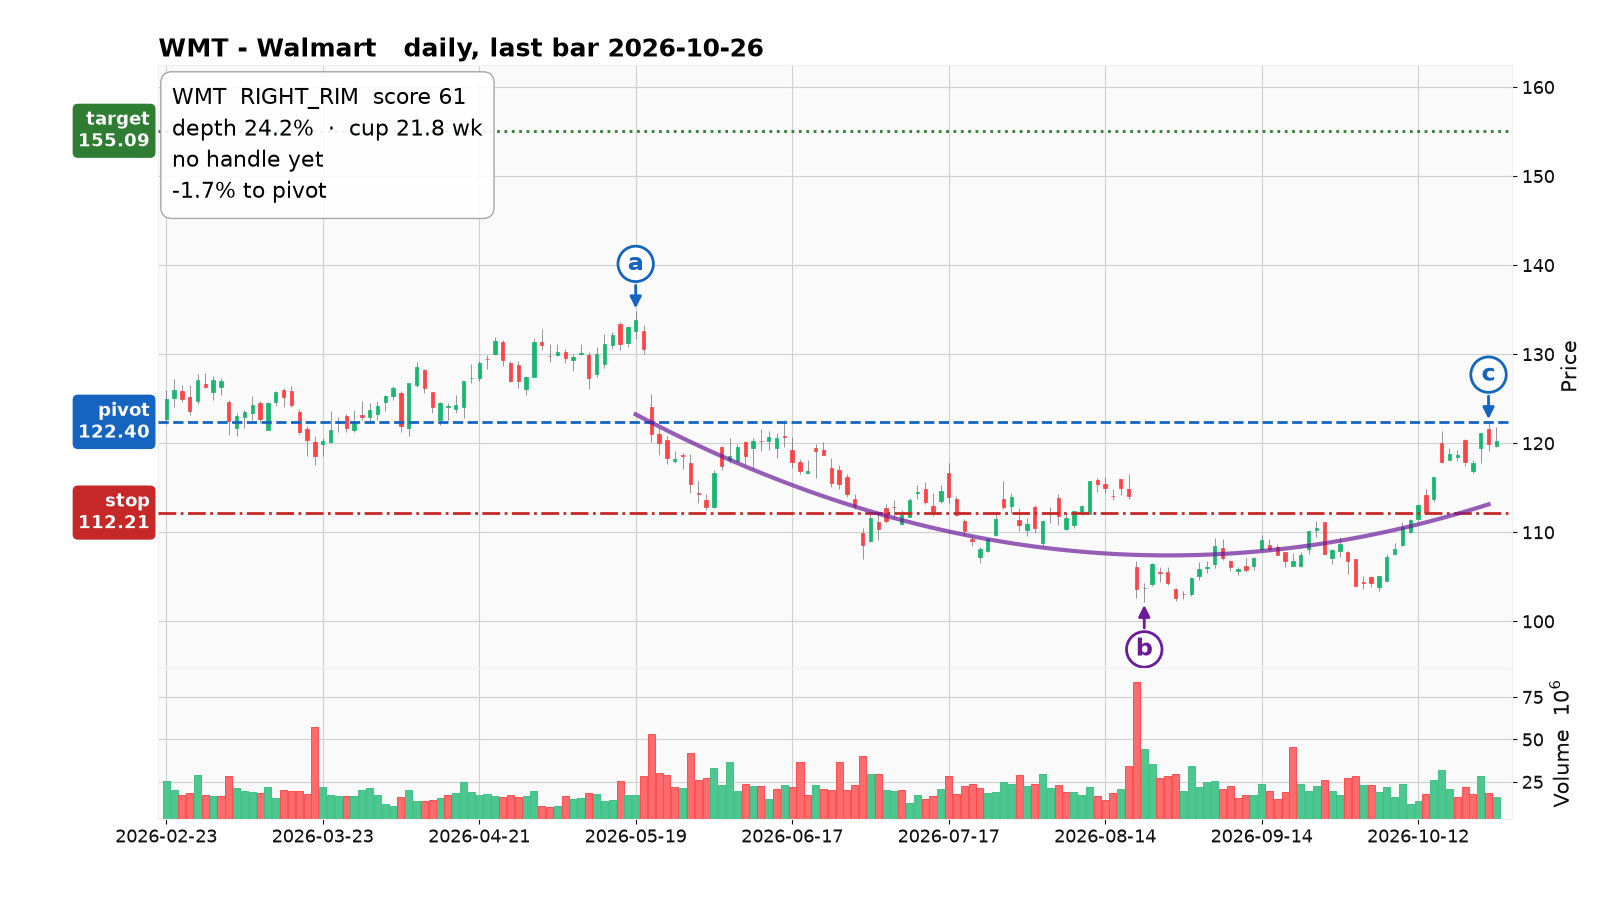 WMT - Walmart   daily, last bar 2026-10-26
WMT  RIGHT_RIM  score 61
depth 24.2%  ·  cup 21.8 wk
no handle yet
-1.7% to pivot
target
155.09
pivot
122.40
stop
112.21
a
b
c
160
150
140
130
120
110
100
Price
75
50
25
Volume 10⁶
2026-02-23
2026-03-23
2026-04-21
2026-05-19
2026-06-17
2026-07-17
2026-08-14
2026-09-14
2026-10-12